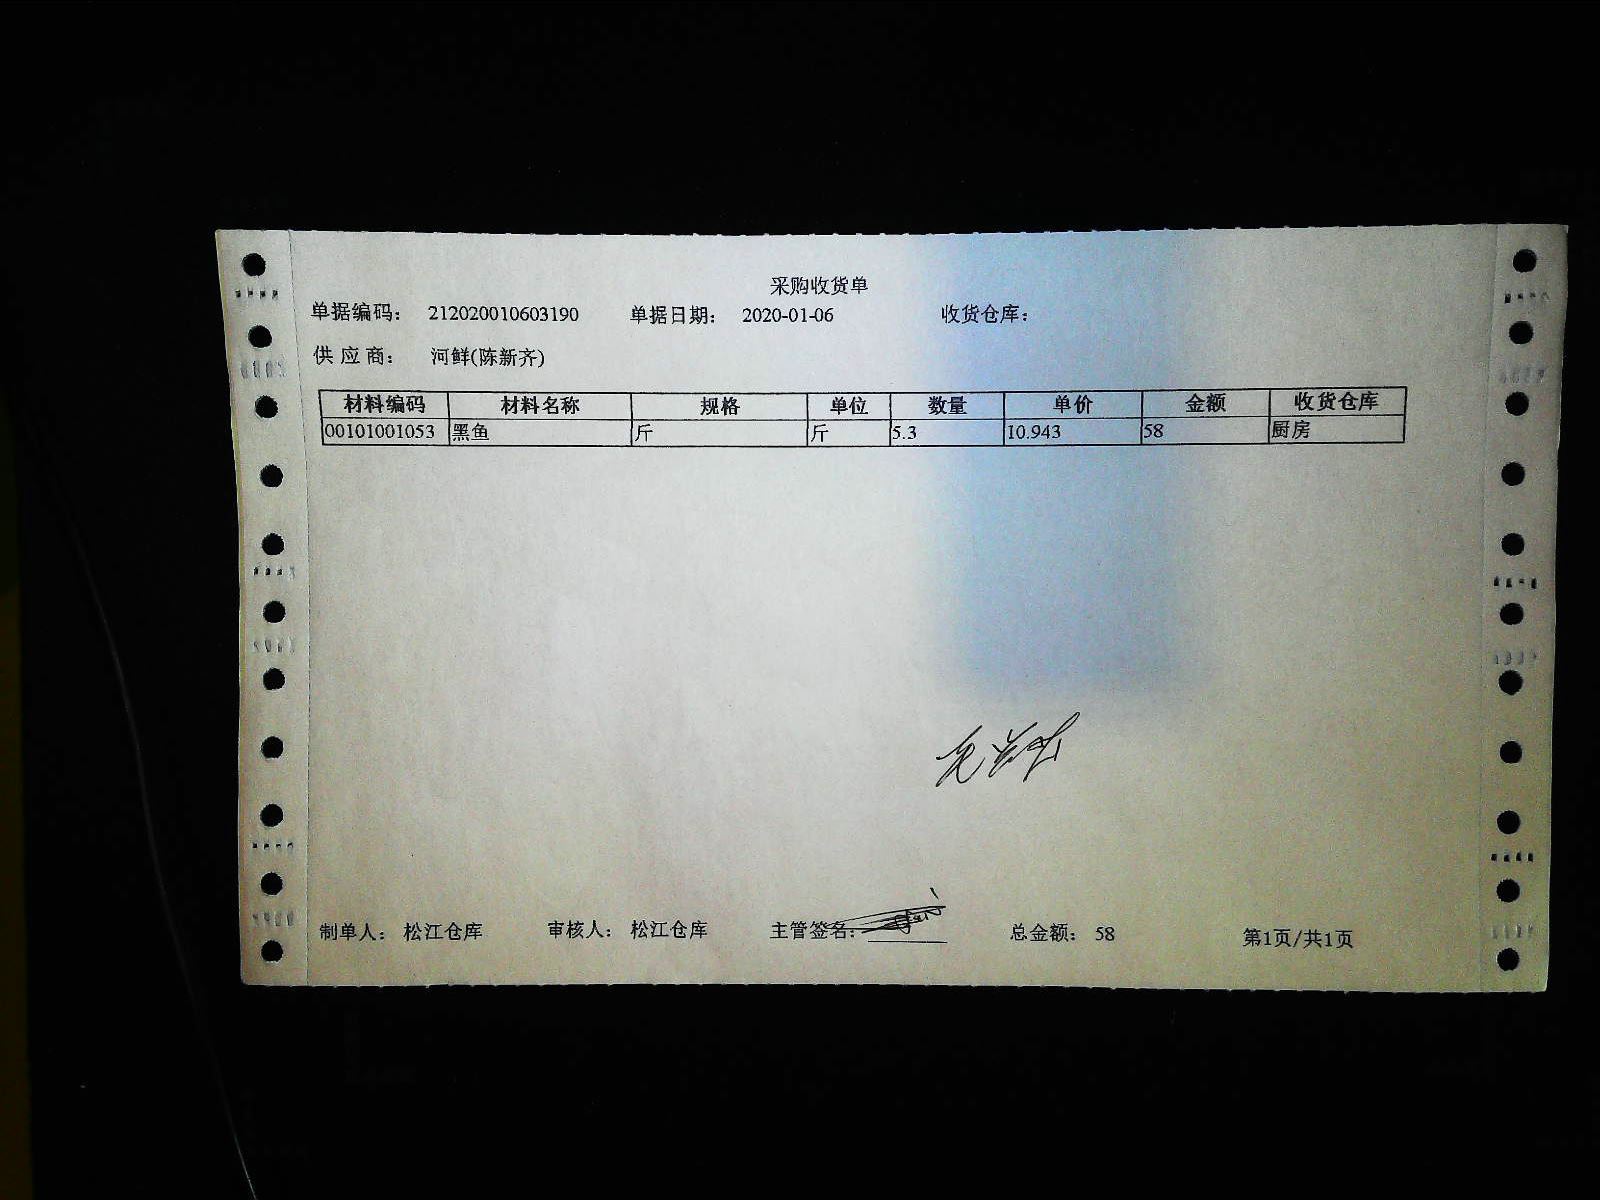 采购收货单
单据编码： 212020010603190 单据日期： 2020-01-06 收货仓库：
供 应 商： 河鲜(陈新齐)
材料编码 材料名称 规格 单位 数量 单价 金额 收货仓库
00101001053 黑鱼 斤 斤 5.3 10.943 58 厨房
制单人： 松江仓库 审核人： 松江仓库 主管签名： 总金额： 58 第1页/共1页